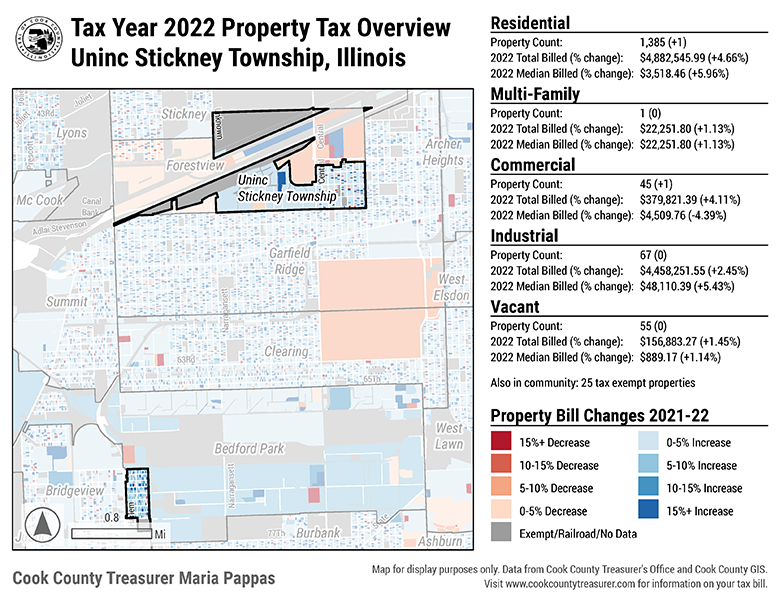 Tax Year 2022 Property Tax Overview
Uninc Stickney Township, Illinois
Residential
Property Count: 1,385 (+1)
2022 Total Billed (% change): $4,882,545.99 (+4.66%)
2022 Median Billed (% change): $3,518.46 (+5.96%)
Multi-Family
Property Count: 1 (0)
2022 Total Billed (% change): $22,251.80 (+1.13%)
2022 Median Billed (% change): $22,251.80 (+1.13%)
Commercial
Property Count: 45 (+1)
2022 Total Billed (% change): $379,821.39 (+4.11%)
2022 Median Billed (% change): $4,509.76 (-4.39%)
Industrial
Property Count: 67 (0)
2022 Total Billed (% change): $4,458,251.55 (+2.45%)
2022 Median Billed (% change): $48,110.39 (+5.43%)
Vacant
Property Count: 55 (0)
2022 Total Billed (% change): $156,883.27 (+1.45%)
2022 Median Billed (% change): $889.17 (+1.14%)
Also in community: 25 tax exempt properties
Property Bill Changes 2021-22
15%+ Decrease
10-15% Decrease
5-10% Decrease
0-5% Decrease
Exempt/Railroad/No Data
0-5% Increase
5-10% Increase
10-15% Increase
15%+ Increase
Joliet
Joliet
43Rd
Lyons
Prescott
Stickney
nknown
Central
Forestview
Archer
Heights
Uninc
Stickney Township
Cent
Mc Cook
Canal
Bank
Adlai Stevenson
Garfield
Ridge
West
Elsdon
Summit
Narragansett
Clearing
63Rd
65Th
West
Lawn
Bedford Park
Narragansett
Bridgeview
77Th
Burbank
Ashburn
0.8
Mi
Cook County Treasurer Maria Pappas
Map for display purposes only. Data from Cook County Treasurer's Office and Cook County GIS.
Visit www.cookcountytreasurer.com for information on your tax bill.